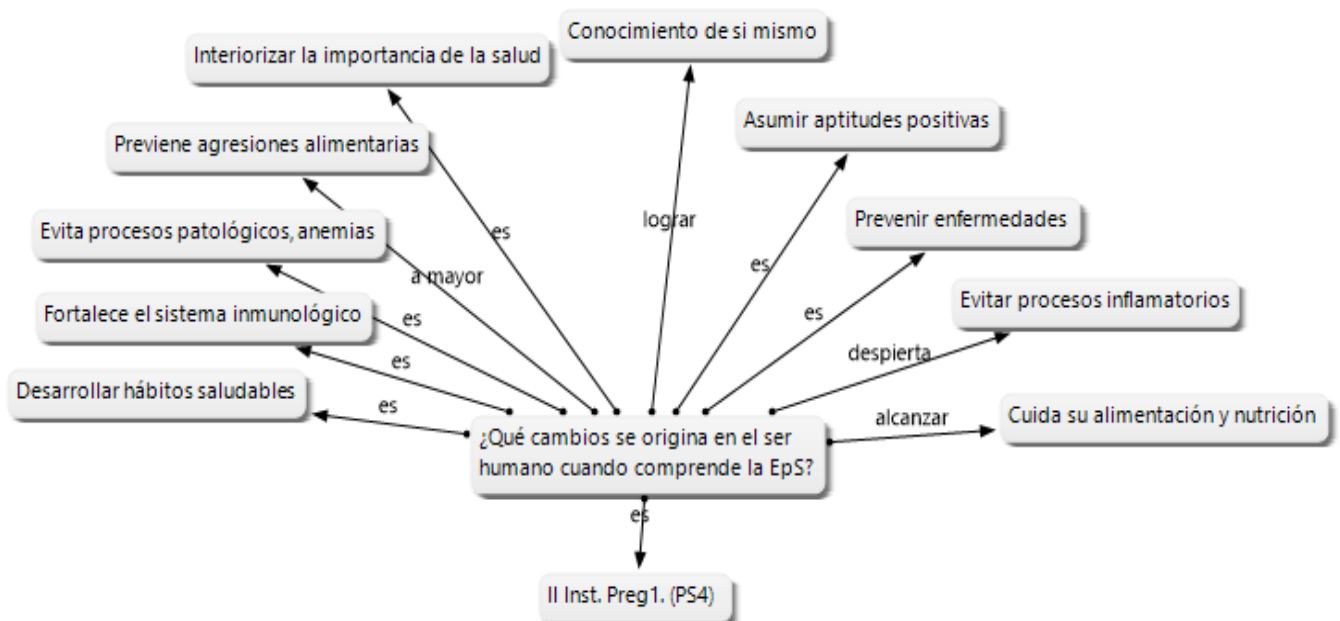 Conocimiento de si mismo
Interiorizar la importancia de la salud
Asumir aptitudes positivas
Previene agresiones alimentarias
Prevenir enfermedades
lograr
Evita procesos patológicos, anemias
es
es
a mayor
Evitar procesos inflamatorios
Fortalece el sistema inmunológico
es
es
despierta
es
Desarrollar hábitos saludables
es
alcanzar
Cuida su alimentación y nutrición
¿Qué cambios se origina en el ser
humano cuando comprende la EpS?
es
II Inst. Preg1. (PS4)